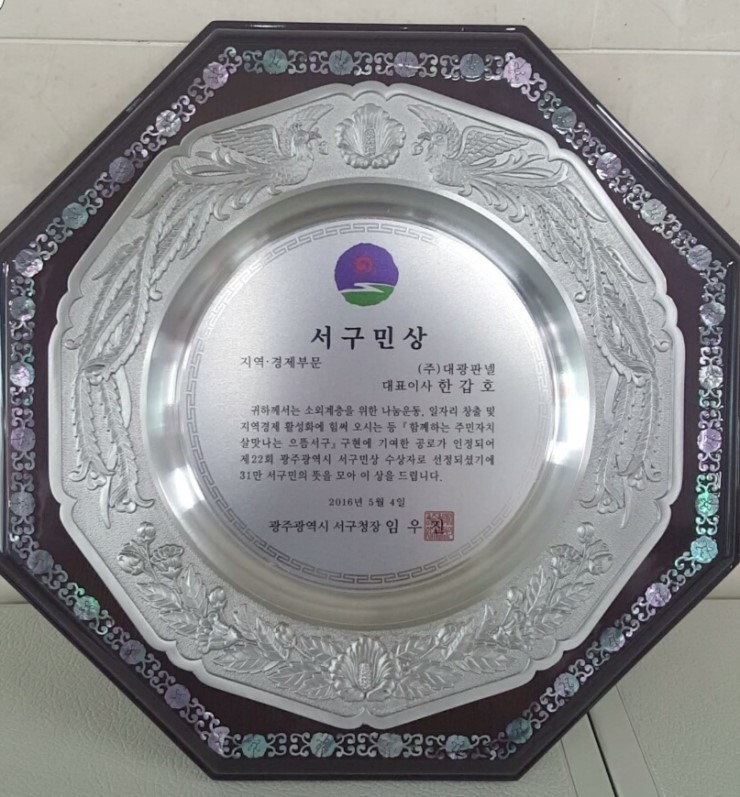 서구민상
지역·경제부문
(주)대광판넬
대표이사 한갑호
귀하께서는 소외계층을 위한 나눔운동, 일자리 창출 및
지역경제 활성화에 힘써 오시는 등 『함께하는 주민자치
살맛나는 으뜸서구』 구현에 기여한 공로가 인정되어
제22회 광주광역시 서구민상 수상자로 선정되셨기에
31만 서구민의 뜻을 모아 이 상을 드립니다.
2016년 5월 4일
광주광역시 서구청장 임우진